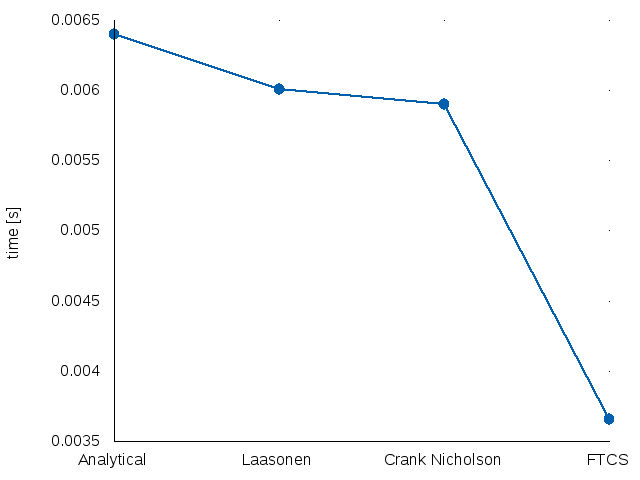 0.0065
0.006
0.0055
0.005
0.0045
0.004
0.0035
time [s]
Analytical
Laasonen
Crank Nicholson
FTCS